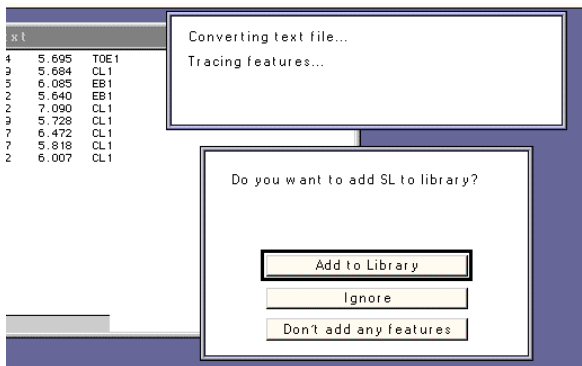 xt
Converting text file...
Tracing features...
4 5.695 TOE1
9 5.684 CL1
5 6.085 EB1
2 5.640 EB1
2 7.090 CL1
9 5.728 CL1
7 6.472 CL1
7 5.818 CL1
2 6.007 CL1
Do you want to add SL to library?
Add to Library
Ignore
Don't add any features